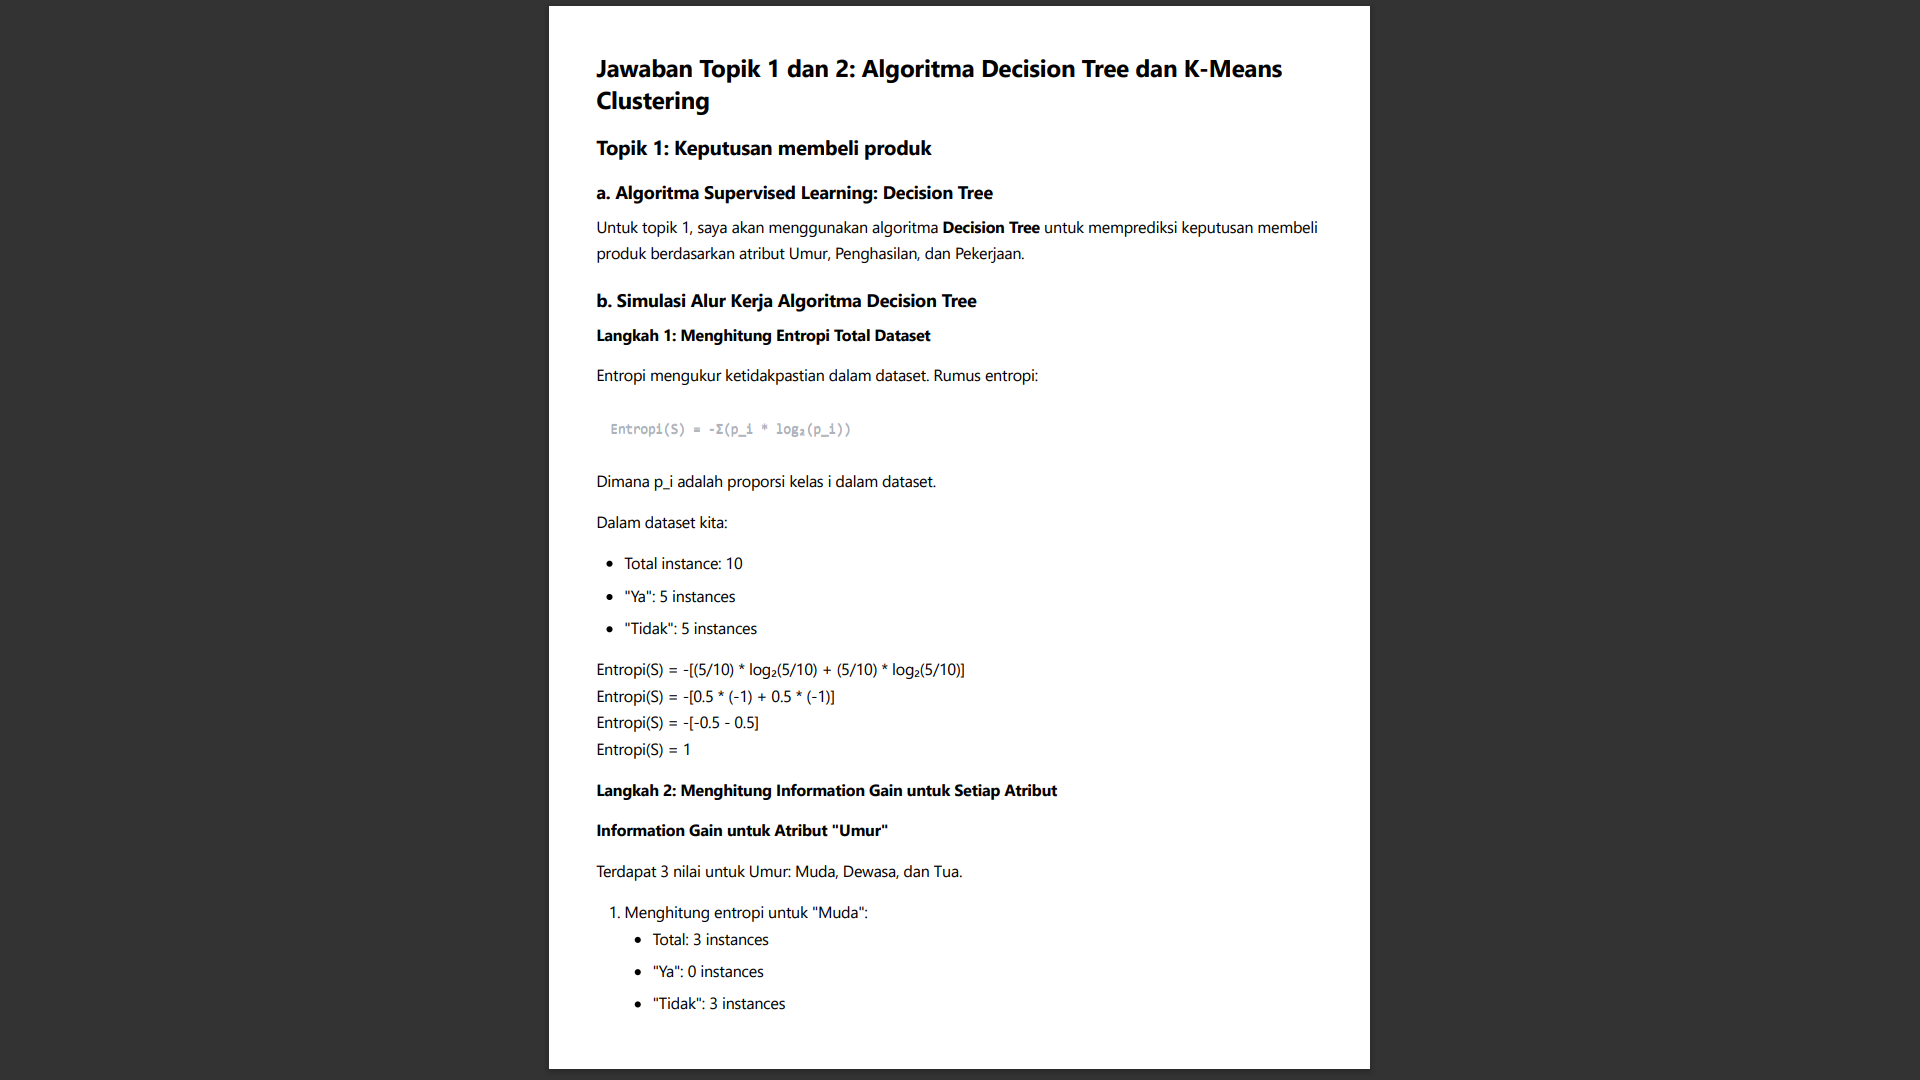 Jawaban Topik 1 dan 2: Algoritma Decision Tree dan K-Means
Clustering
Topik 1: Keputusan membeli produk
a. Algoritma Supervised Learning: Decision Tree
Untuk topik 1, saya akan menggunakan algoritma Decision Tree untuk memprediksi keputusan membeli
produk berdasarkan atribut Umur, Penghasilan, dan Pekerjaan.
b. Simulasi Alur Kerja Algoritma Decision Tree
Langkah 1: Menghitung Entropi Total Dataset
Entropi mengukur ketidakpastian dalam dataset. Rumus entropi:
Entropi(S) = -Σ(p_i * log₂(p_i))
Dimana p_i adalah proporsi kelas i dalam dataset.
Dalam dataset kita:
• Total instance: 10
• "Ya": 5 instances
• "Tidak": 5 instances
Entropi(S) = -[(5/10) * log₂(5/10) + (5/10) * log₂(5/10)]
Entropi(S) = -[0.5 * (-1) + 0.5 * (-1)]
Entropi(S) = -[-0.5 - 0.5]
Entropi(S) = 1
Langkah 2: Menghitung Information Gain untuk Setiap Atribut
Information Gain untuk Atribut "Umur"
Terdapat 3 nilai untuk Umur: Muda, Dewasa, dan Tua.
1. Menghitung entropi untuk "Muda":
• Total: 3 instances
• "Ya": 0 instances
• "Tidak": 3 instances